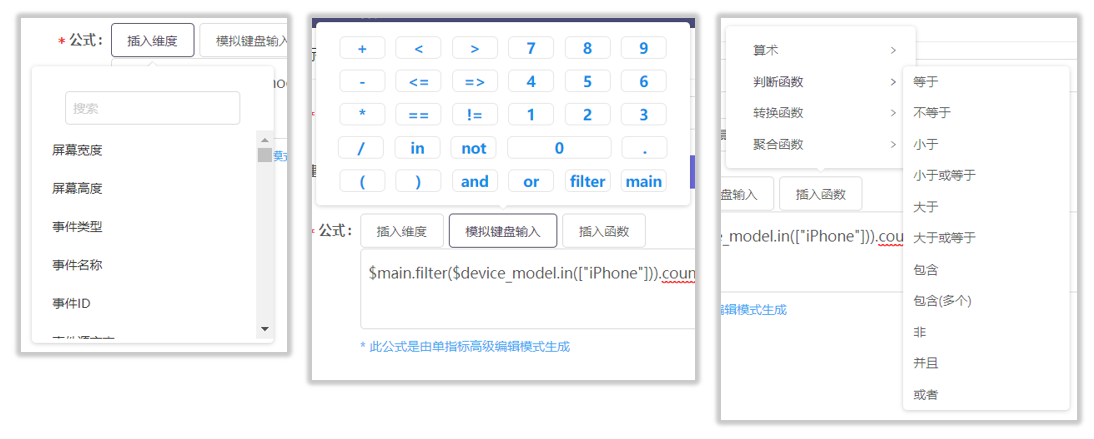 * 公式： 插入维度 模拟键盘输入
搜索
屏幕宽度
屏幕高度
事件类型
事件名称
事件ID
+ < > 7 8 9
- <= => 4 5 6
* == != 1 2 3
/ in not 0 .
( ) and or filter main
* 公式： 插入维度 模拟键盘输入 插入函数
$main.filter($device_model.in(["iPhone"])).coun
* 此公式是由单指标高级编辑模式生成
算术 >
判断函数 >
转换函数 >
聚合函数 >
等于
不等于
小于
小于或等于
大于
大于或等于
包含
包含(多个)
非
并且
或者
盘输入 插入函数
_model.in(["iPhone"])).cou
编辑模式生成